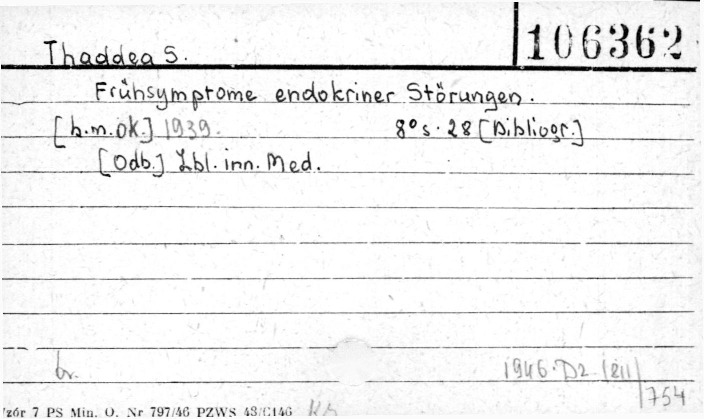 106362
Thaddea S.
Frühsymptome endokriner Störungen.
[b.m.ok.] 1939. 8° s. 28 [Bibliogr.]
[Odb.] Zbl. inn. Med.
br.
1946. D2 /211/
754
Wzór 7 PS Min. O. Nr 797/46 PZWS 43/C146